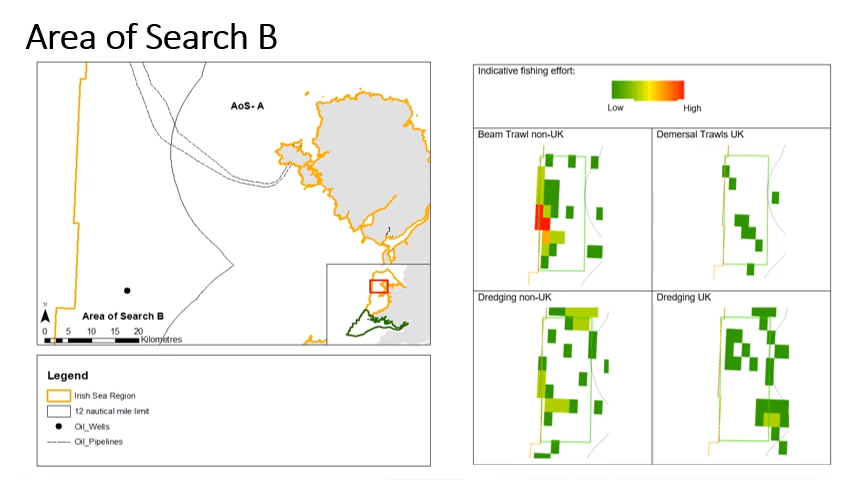 Area of Search B
AoS- A
N
Area of Search B
0 5 10 15 20
Kilometres
Legend
Irish Sea Region
12 nautical mile limit
Oil_Wells
Oil_Pipelines
Indicative fishing effort:
Low High
Beam Trawl non-UK
Demersal Trawls UK
Dredging non-UK
Dredging UK